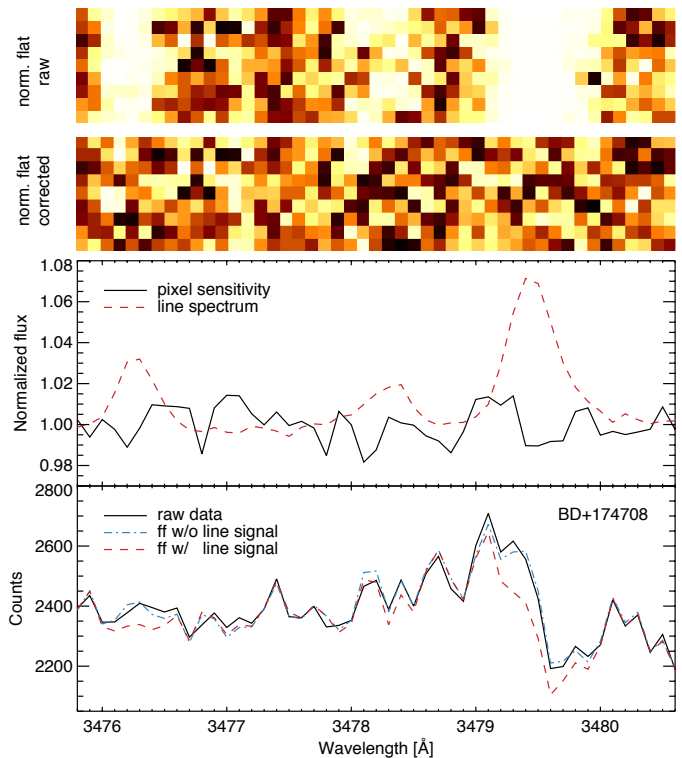 norm. flat
raw
norm. flat
corrected
1.08
1.06
1.04
1.02
1.00
0.98
Normalized flux
pixel sensitivity
line spectrum
2800
2600
2400
2200
Counts
raw data
ff w/o line signal
ff w/ line signal
BD+174708
3476
3477
3478
3479
3480
Wavelength [Å]